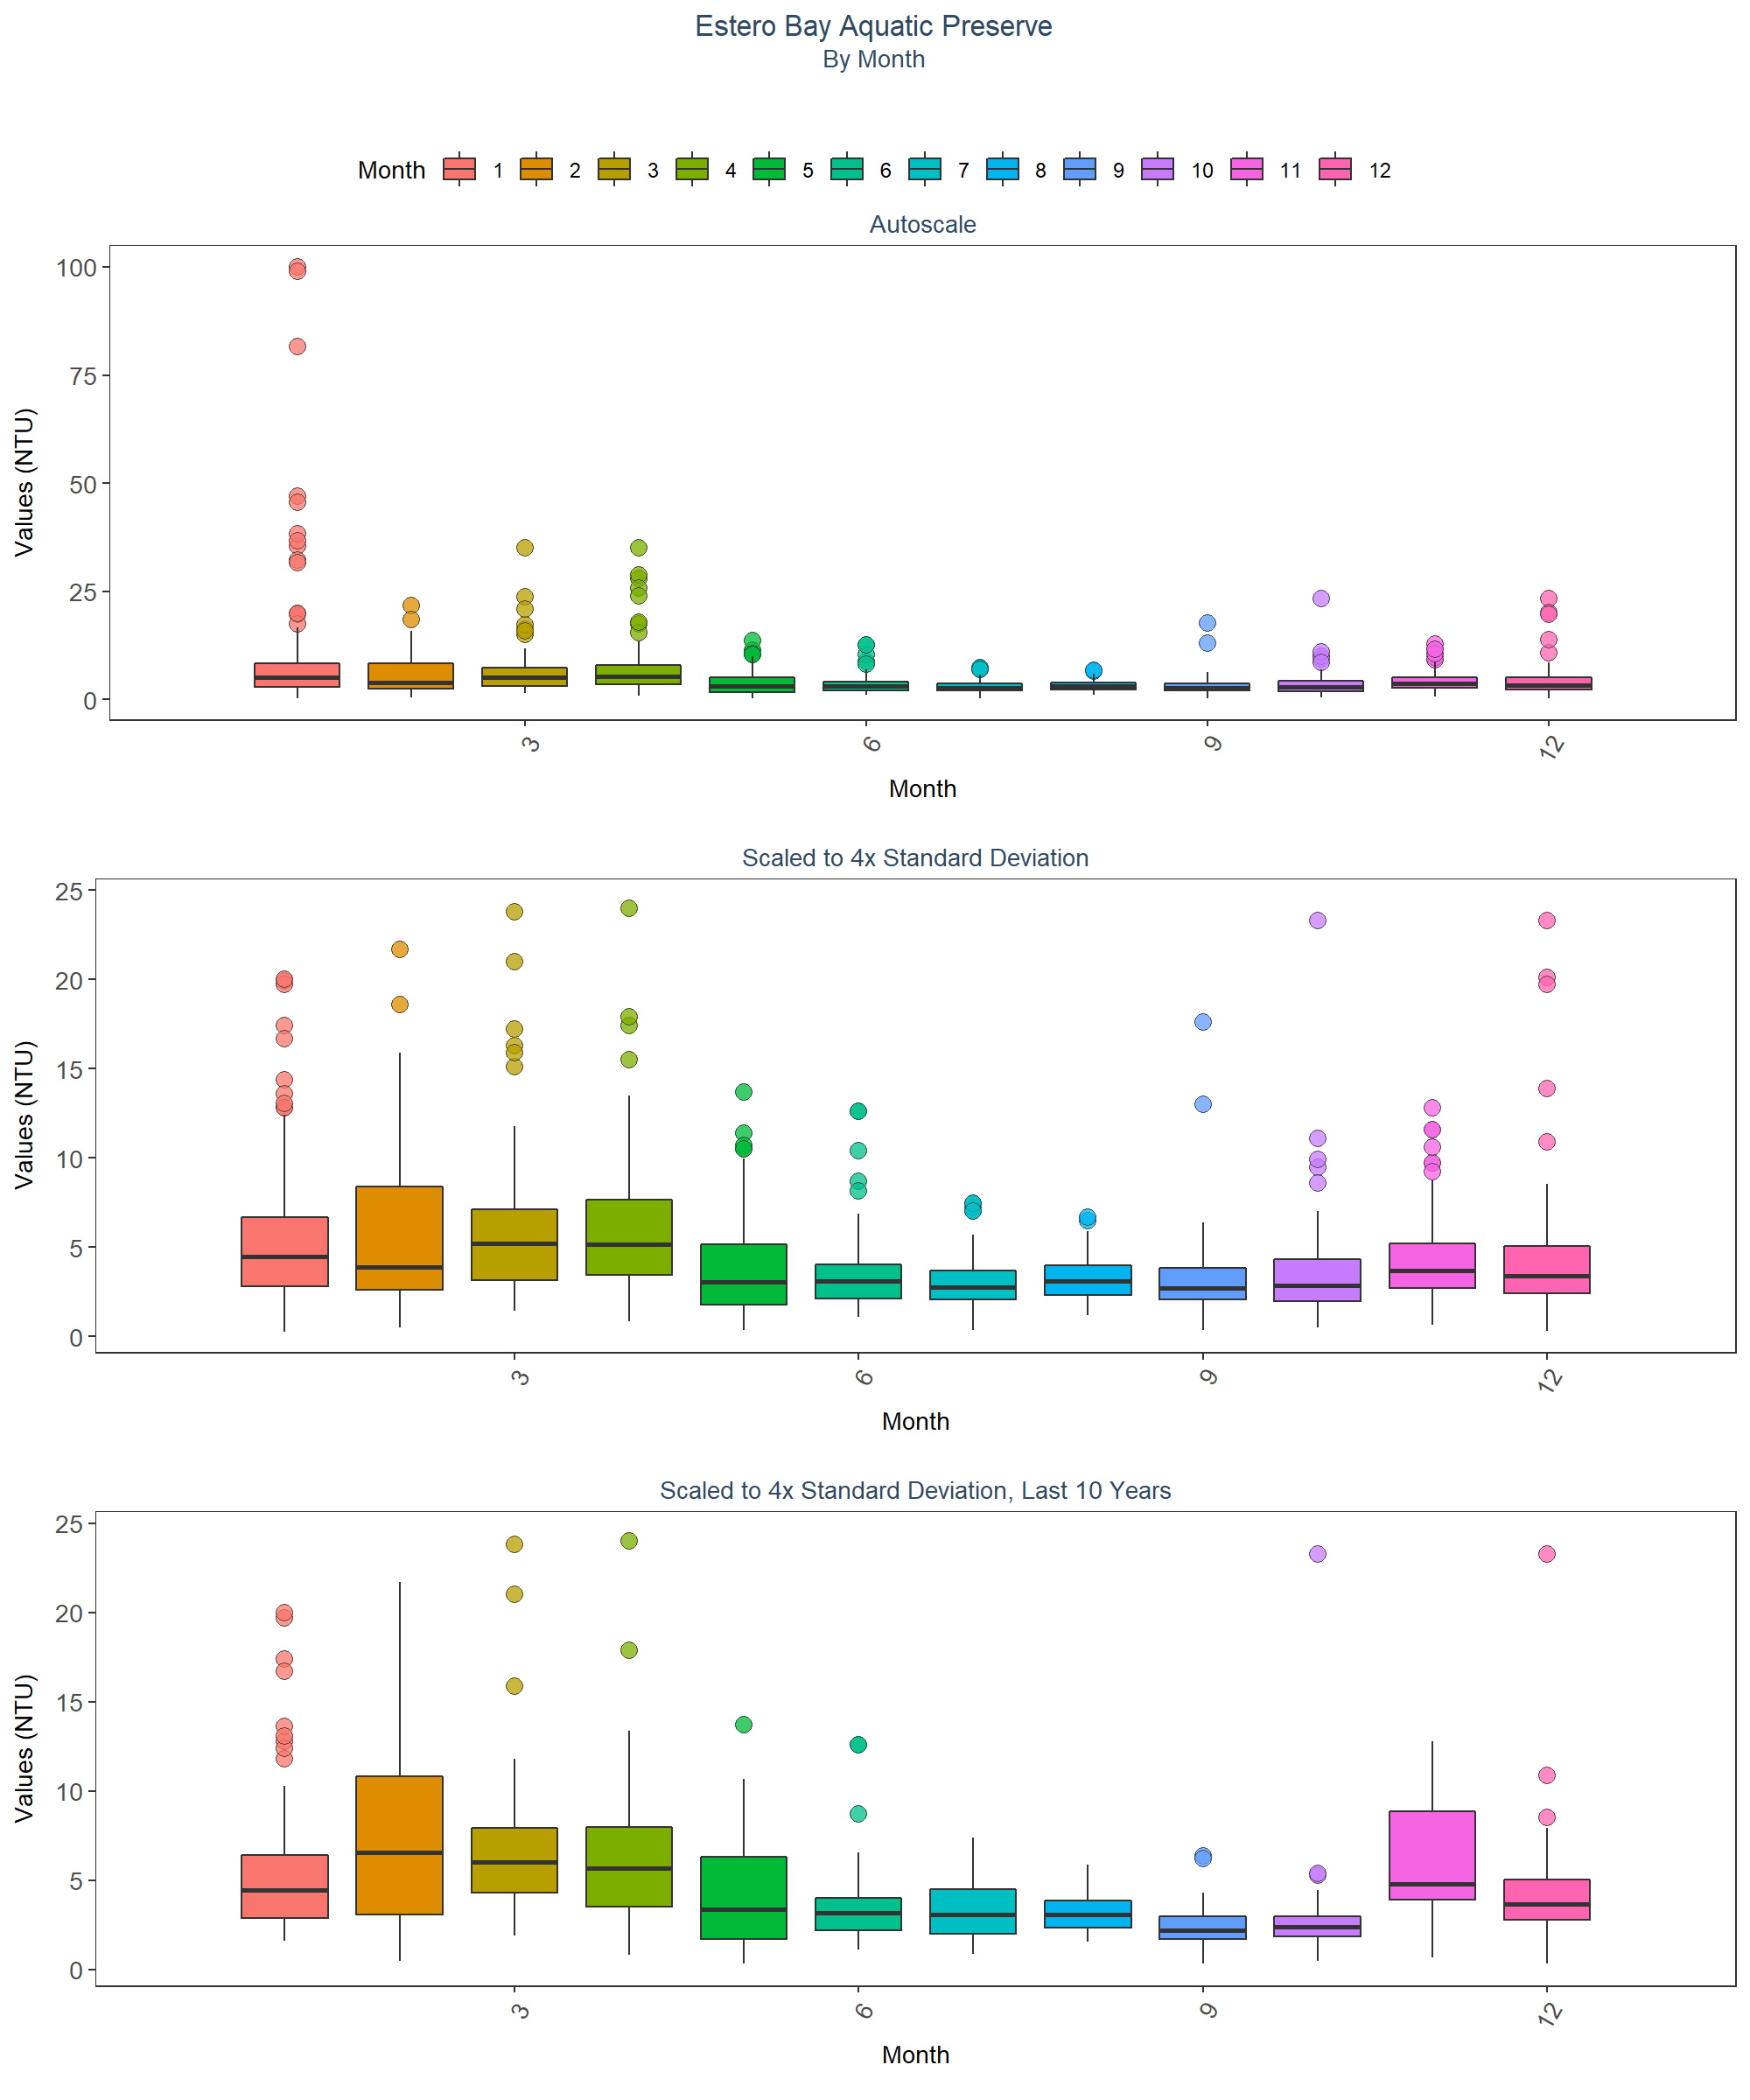 Estero Bay Aquatic Preserve
By Month
Month 1 2 3 4 5 6 7 8 9 10 11 12
Autoscale
100
75
50
25
0
Values (NTU)
3 6 9 12
Month
Scaled to 4x Standard Deviation
25
20
15
10
5
0
Values (NTU)
3 6 9 12
Month
Scaled to 4x Standard Deviation, Last 10 Years
25
20
15
10
5
0
Values (NTU)
3 6 9 12
Month